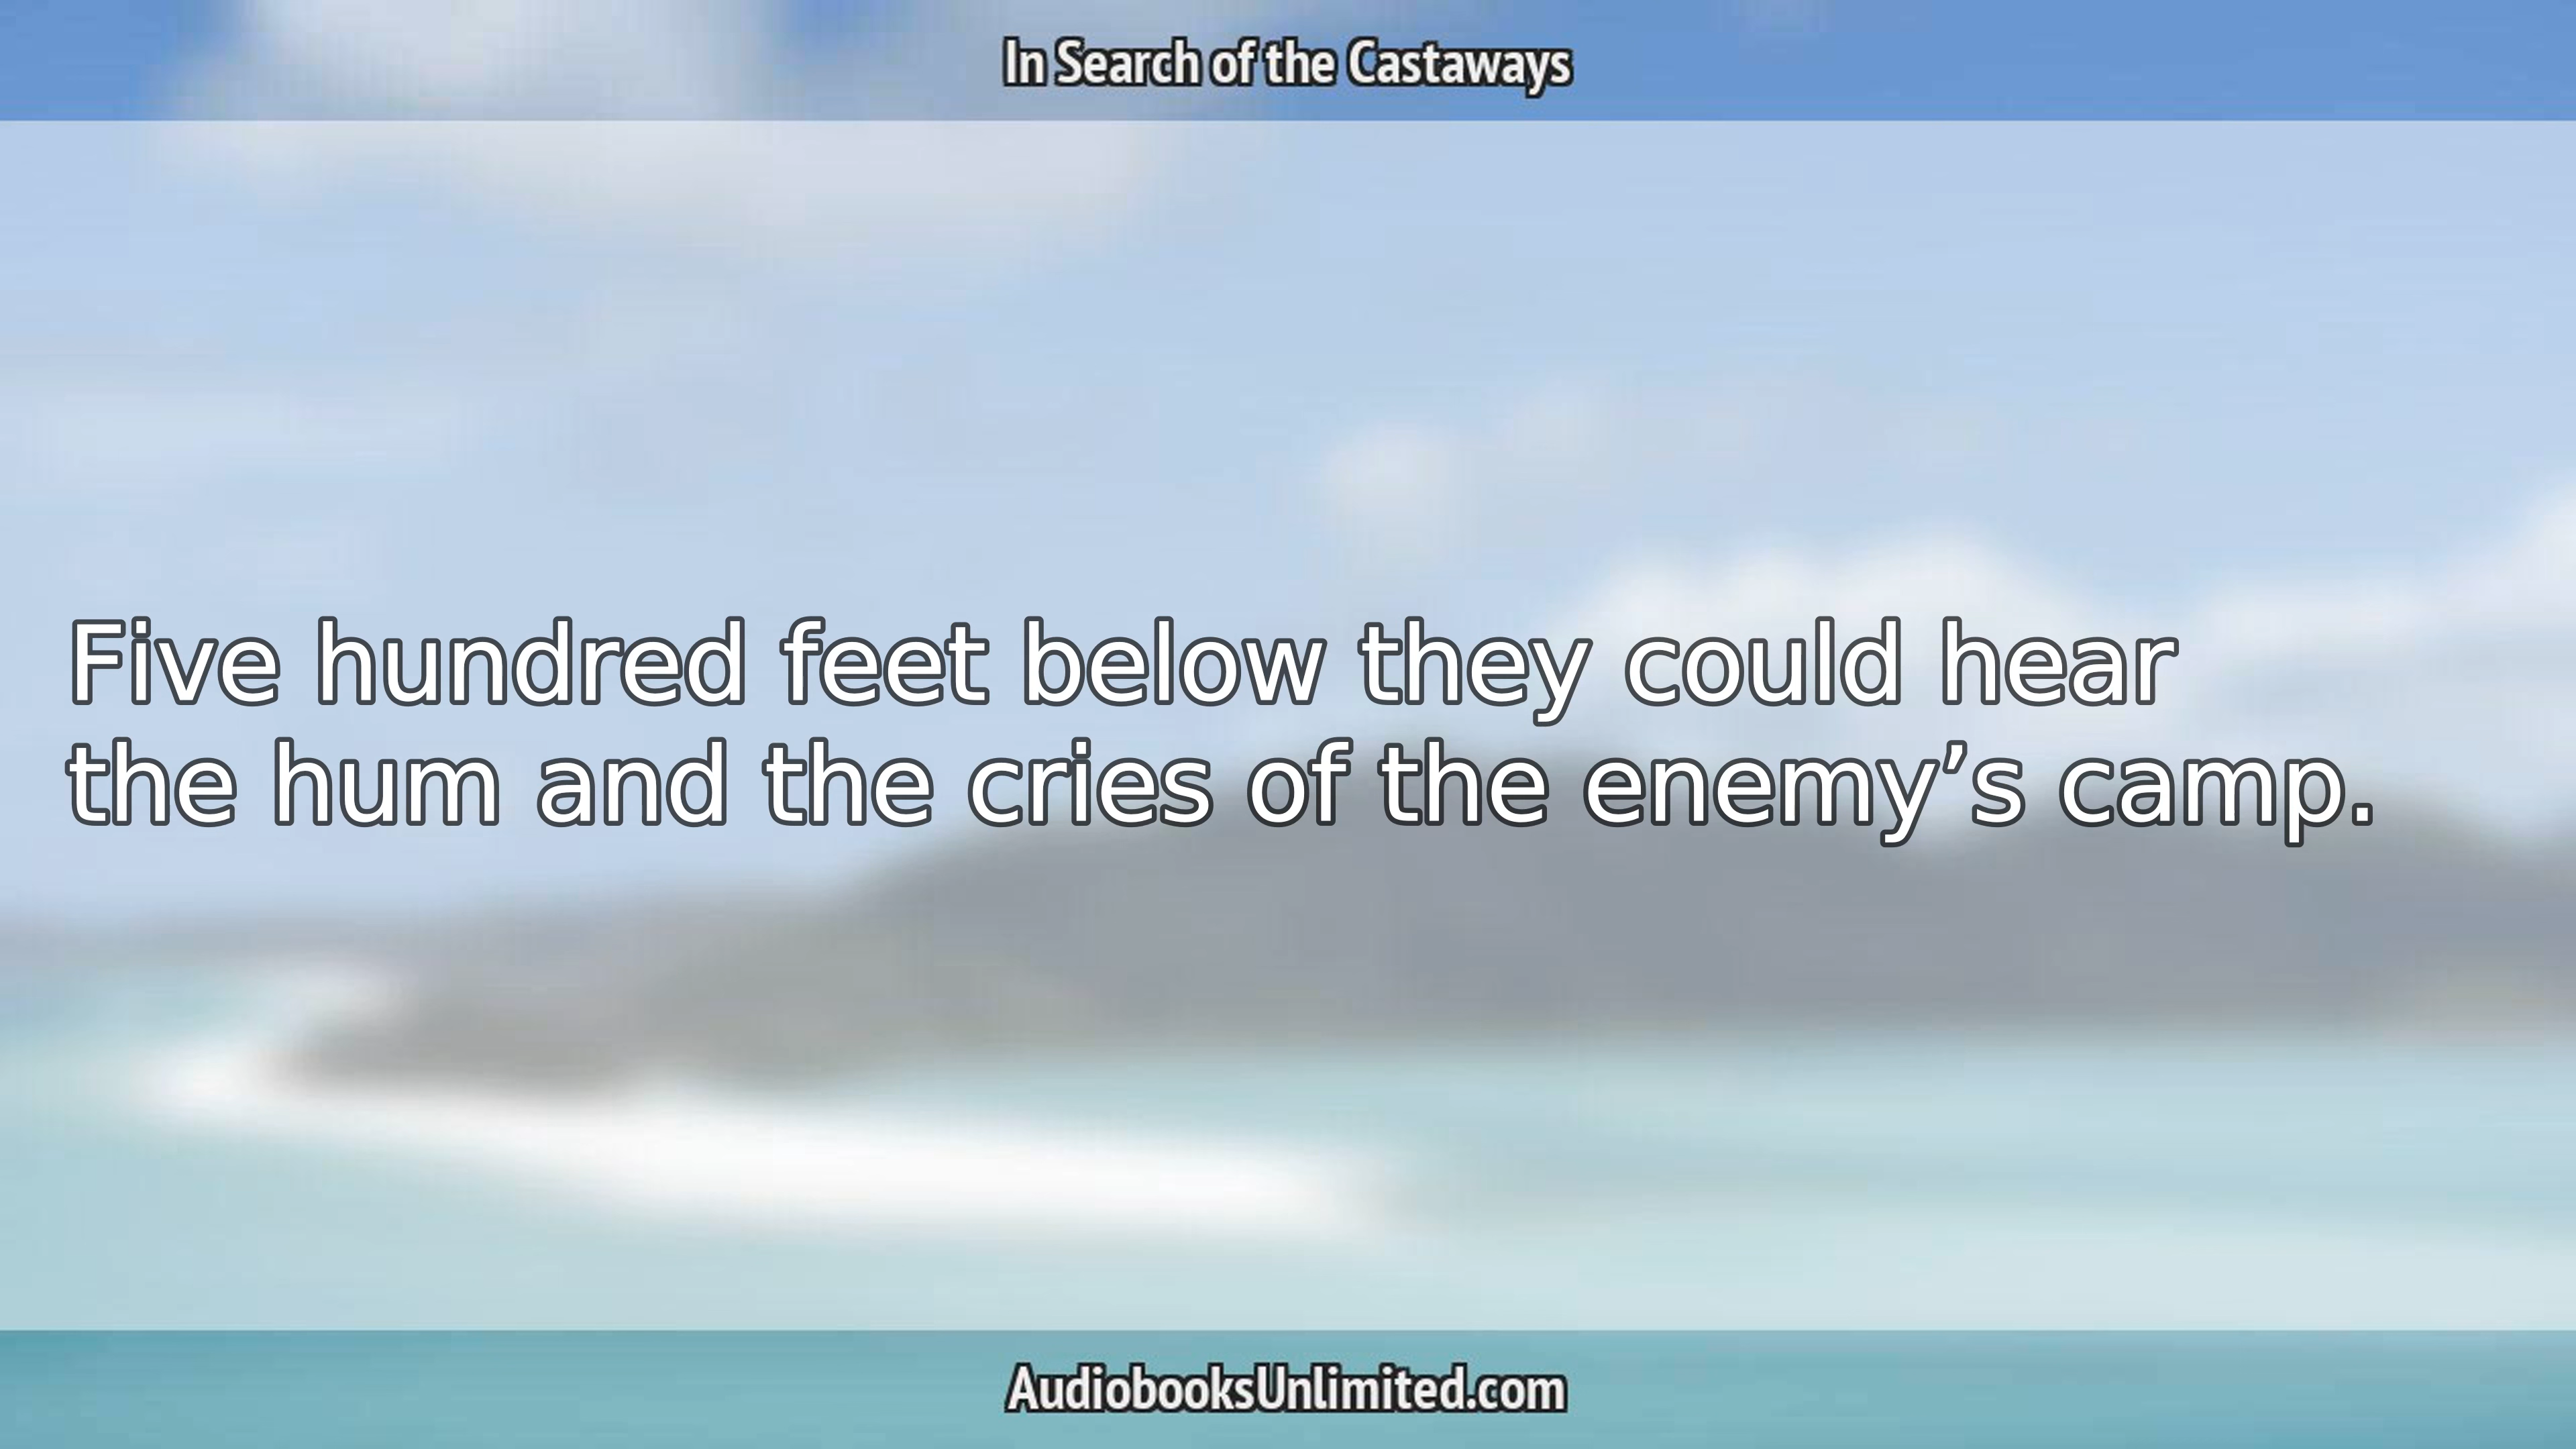 In Search of the Castaways
Five hundred feet below they could hear
the hum and the cries of the enemy’s camp.
AudiobooksUnlimited.com